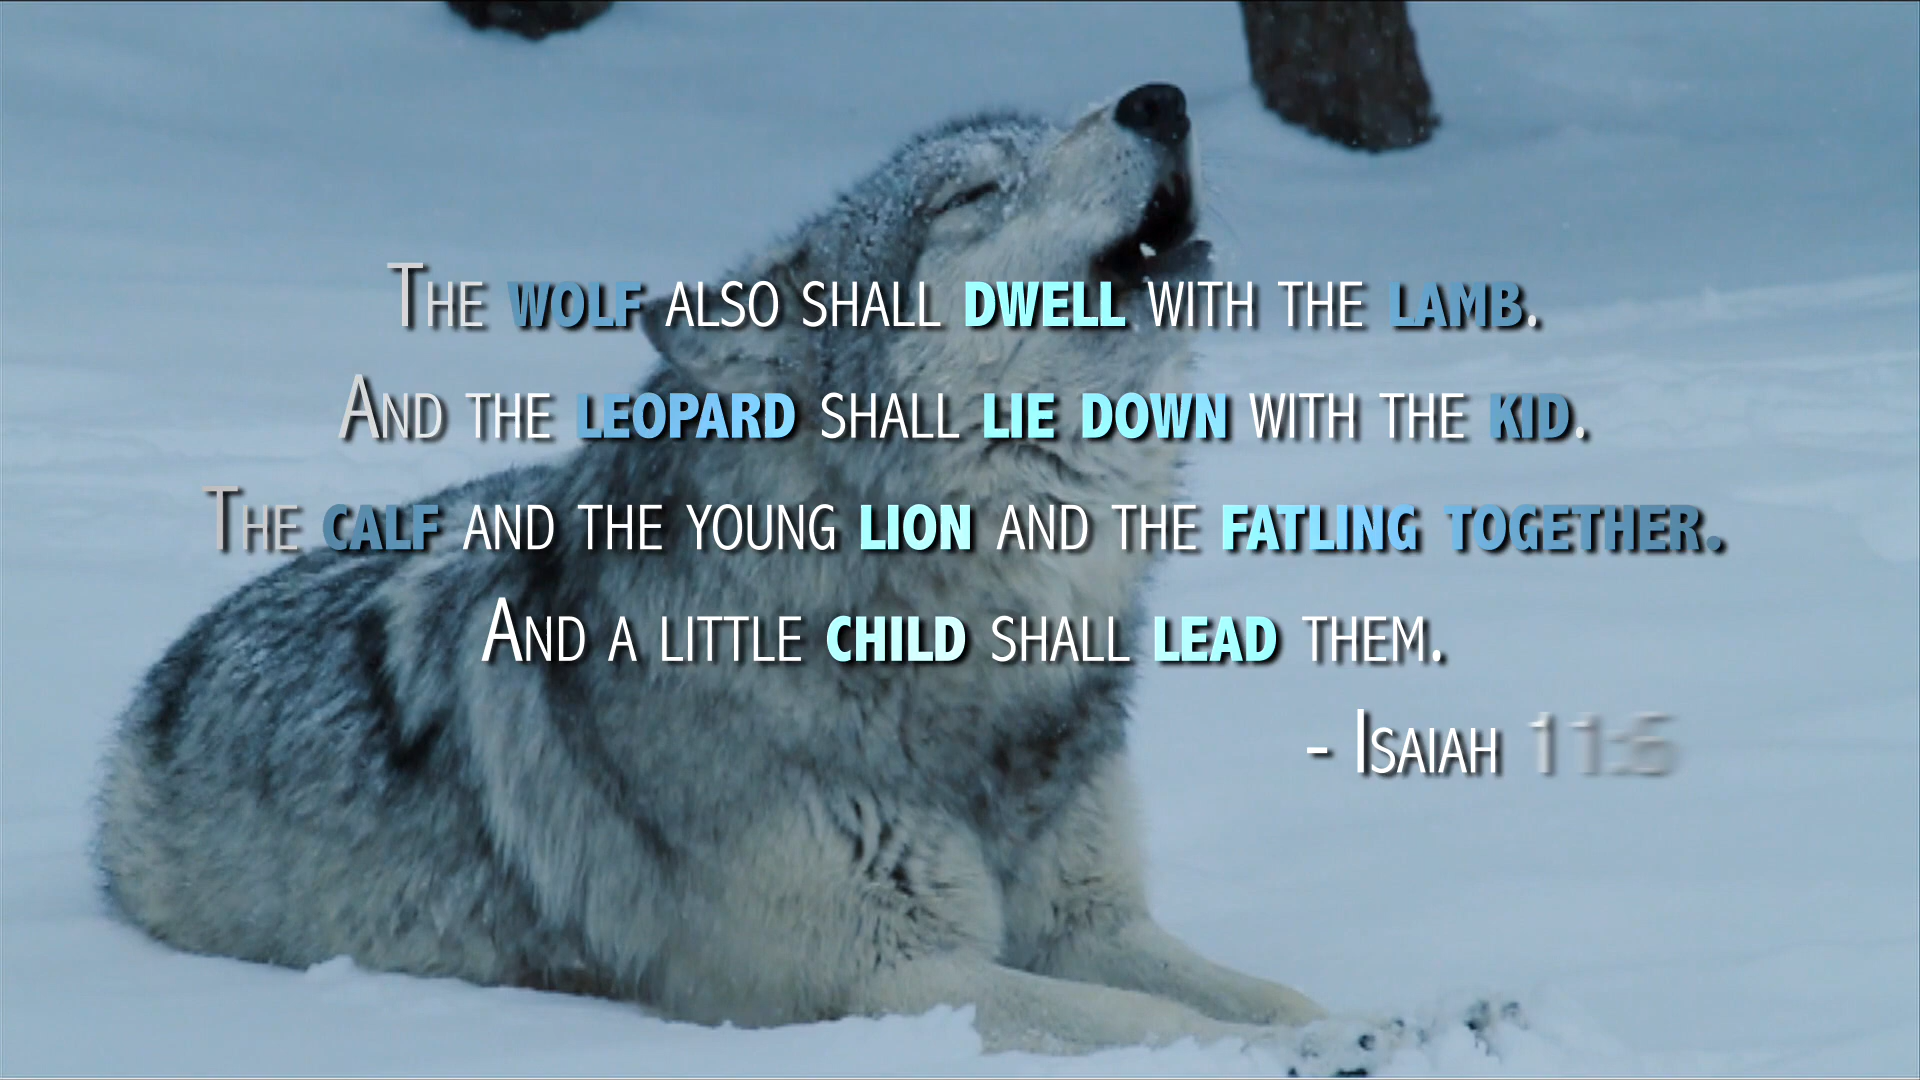 The wolf also shall dwell with the lamb.
And the leopard shall lie down with the kid.
The calf and the young lion and the fatling together.
And a little child shall lead them.
- Isaiah 11:6